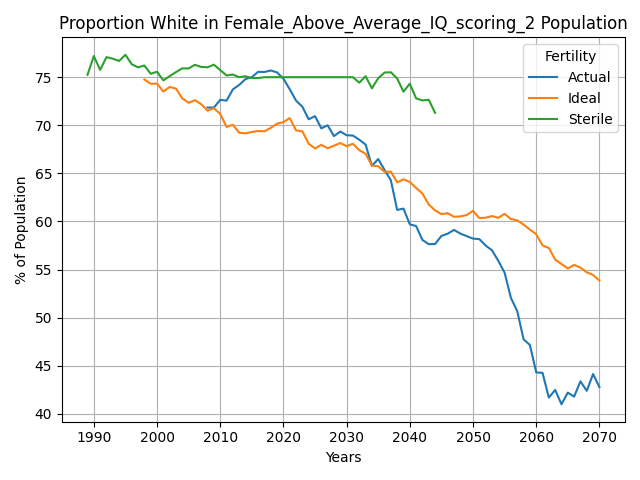 Proportion White in Female_Above_Average_IQ_scoring_2 Population
Fertility
Actual
Ideal
Sterile
% of Population
75
70
65
60
55
50
45
40
1990 2000 2010 2020 2030 2040 2050 2060 2070
Years